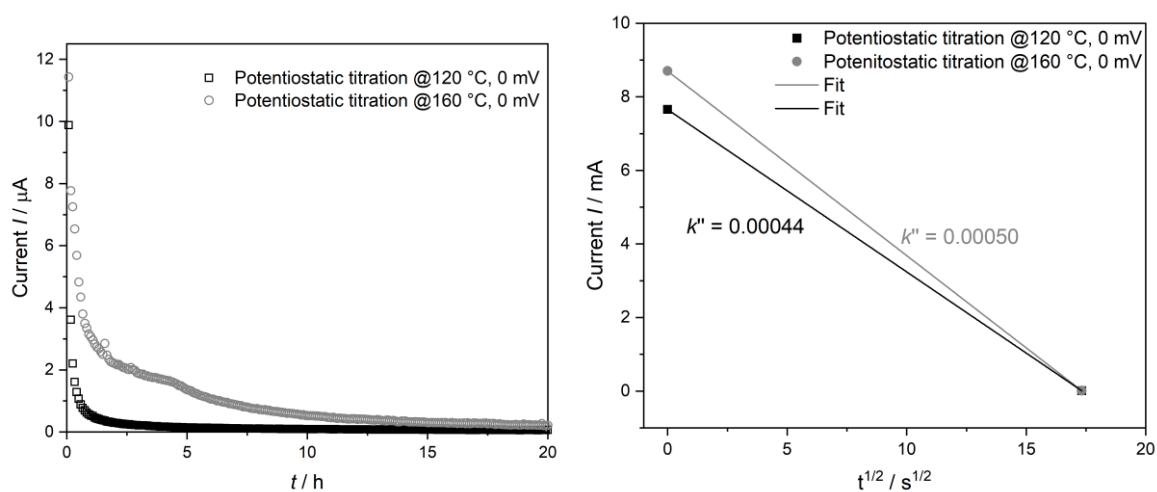 12
10
8
6
4
2
0
Current I / μA
0
5
10
15
20
t / h
Potentiostatic titration @120 °C, 0 mV
Potentiostatic titration @160 °C, 0 mV
10
8
6
4
2
0
Current I / mA
0
5
10
15
20
t1/2 / s1/2
Potentiostatic titration @120 °C, 0 mV
Potenitostatic titration @160 °C, 0 mV
Fit
Fit
k" = 0.00044
k" = 0.00050